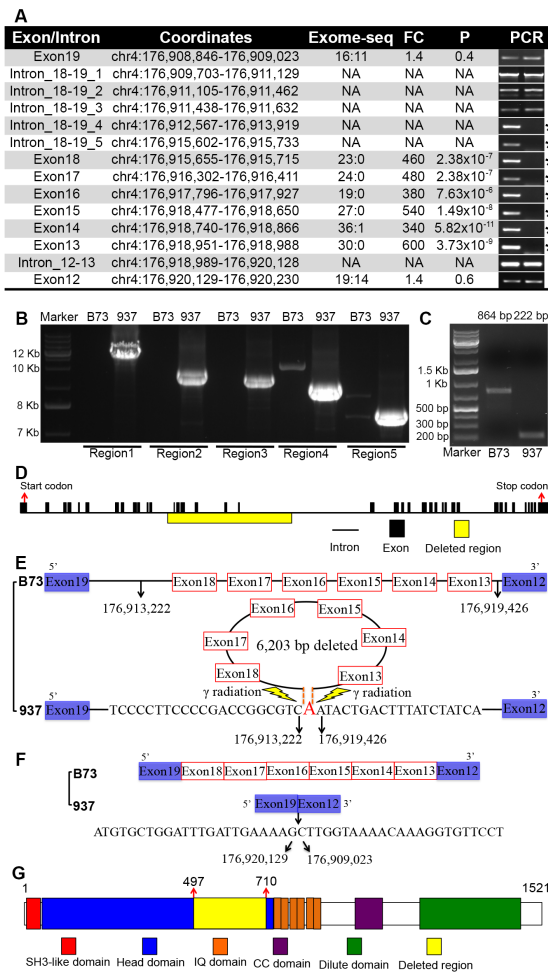 A
Exon/Intron Coordinates Exome-seq FC P PCR
Exon19 chr4:176,908,846-176,909,023 16:11 1.4 0.4
Intron_18-19_1 chr4:176,909,703-176,911,129 NA NA NA
Intron_18-19_2 chr4:176,911,105-176,911,462 NA NA NA
Intron_18-19_3 chr4:176,911,438-176,911,632 NA NA NA
Intron_18-19_4 chr4:176,912,567-176,913,919 NA NA NA *
Intron_18-19_5 chr4:176,915,602-176,915,733 NA NA NA *
Exon18 chr4:176,915,655-176,915,715 23:0 460 2.38x10-7 *
Exon17 chr4:176,916,302-176,916,411 24:0 480 2.38x10-7 *
Exon16 chr4:176,917,796-176,917,927 19:0 380 7.63x10-6 *
Exon15 chr4:176,918,477-176,918,650 27:0 540 1.49x10-8 *
Exon14 chr4:176,918,740-176,918,866 36:1 340 5.82x10-11 *
Exon13 chr4:176,918,951-176,918,988 30:0 600 3.73x10-9 *
Intron_12-13 chr4:176,918,989-176,920,128 NA NA NA
Exon12 chr4:176,920,129-176,920,230 19:14 1.4 0.6
B
Marker B73 937 B73 937 B73 937 B73 937 B73 937
12 Kb
10 Kb
8 Kb
7 Kb
Region1 Region2 Region3 Region4 Region5
C
864 bp 222 bp
1.5 Kb
1 Kb
500 bp
300 bp
200 bp
Marker B73 937
D
Start codon Stop codon
Intron Exon Deleted region
E
5' 3'
B73 Exon19 Exon18 Exon17 Exon16 Exon15 Exon14 Exon13 Exon12
176,913,222 176,919,426
Exon16 Exon15
Exon17 6,203 bp deleted Exon14
Exon18 Exon13
γ radiation γ radiation
5' 3'
937 Exon19 TCCCCTTCCCCGACCGGCGTC A ATACTGACTTTATCTATCA Exon12
176,913,222 176,919,426
F
5' 3'
B73 Exon19 Exon18 Exon17 Exon16 Exon15 Exon14 Exon13 Exon12
937 5' Exon19 Exon12 3'
ATGTGCTGGATTTGATTGAAAAGCTTGGTAAAACAAAGGTGTTCCT
176,920,129 176,909,023
G
1 497 710 1521
SH3-like domain Head domain IQ domain CC domain Dilute domain Deleted region